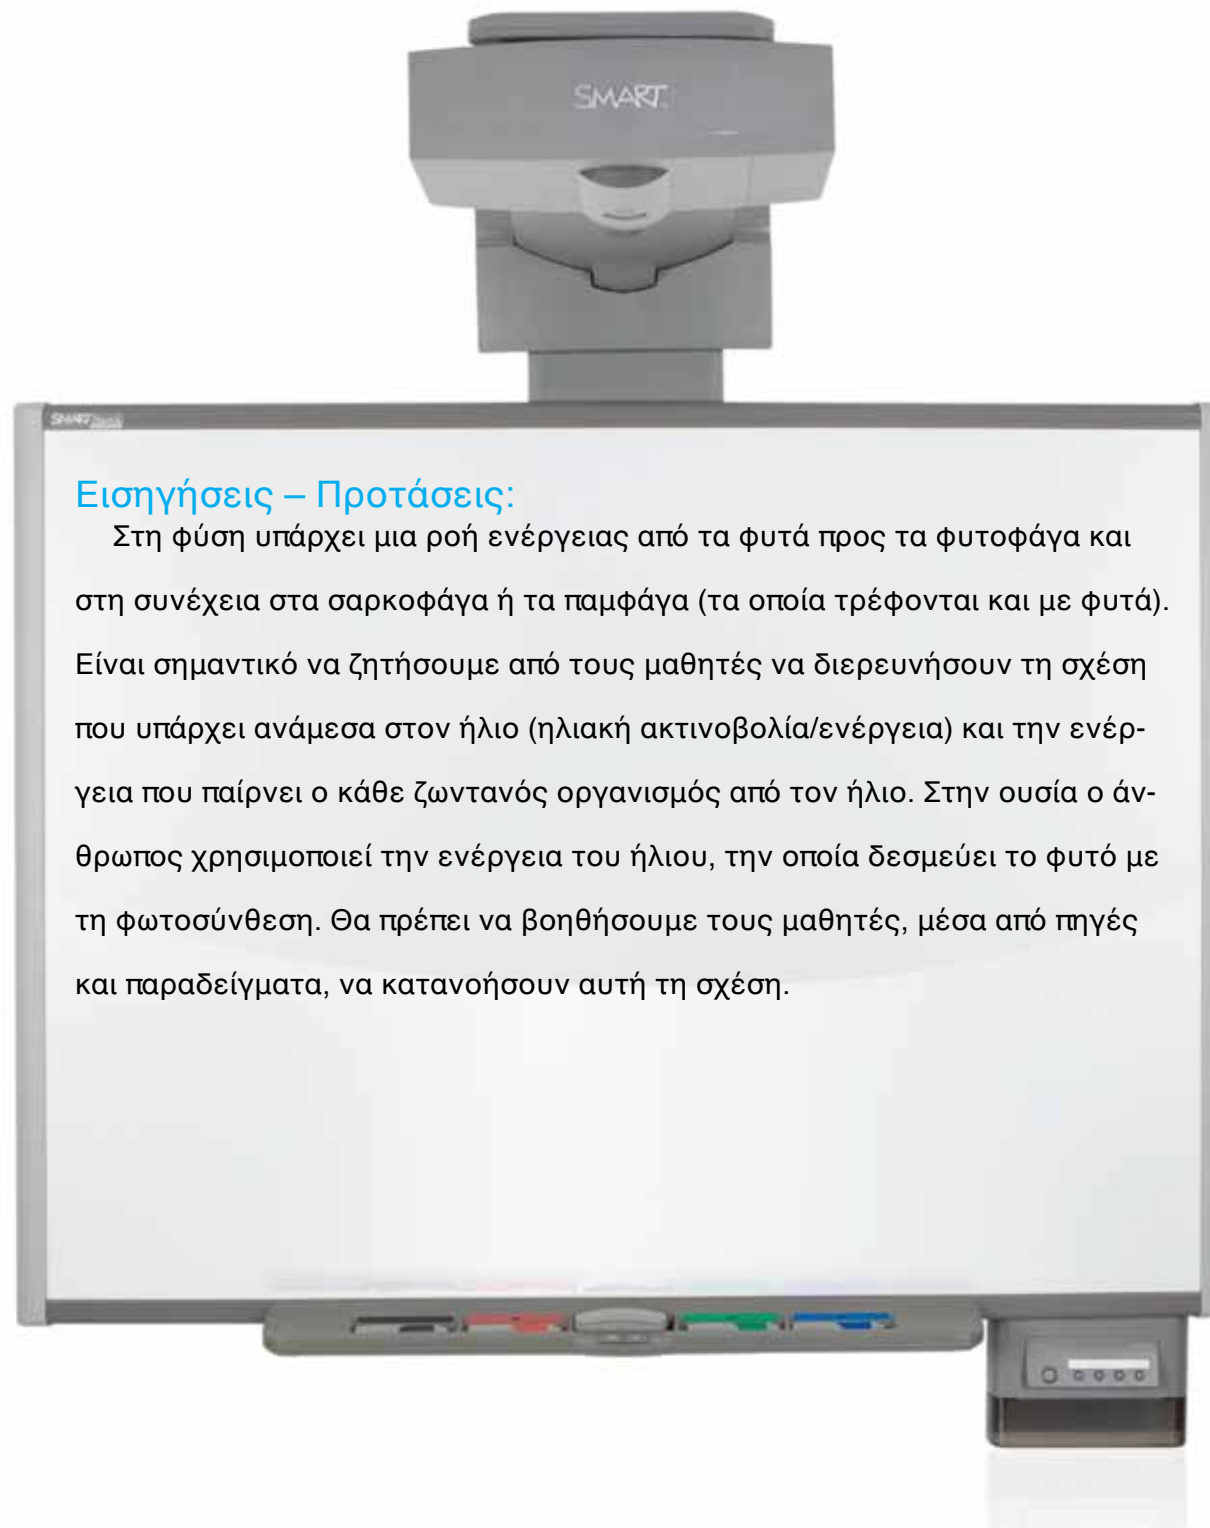 SMART
SMART
Εισηγήσεις – Προτάσεις:
Στη φύση υπάρχει μια ροή ενέργειας από τα φυτά προς τα φυτοφάγα και
στη συνέχεια στα σαρκοφάγα ή τα παμφάγα (τα οποία τρέφονται και με φυτά).
Είναι σημαντικό να ζητήσουμε από τους μαθητές να διερευνήσουν τη σχέση
που υπάρχει ανάμεσα στον ήλιο (ηλιακή ακτινοβολία/ενέργεια) και την ενέρ-
γεια που παίρνει ο κάθε ζωντανός οργανισμός από τον ήλιο. Στην ουσία ο άν-
θρωπος χρησιμοποιεί την ενέργεια του ήλιου, την οποία δεσμεύει το φυτό με
τη φωτοσύνθεση. Θα πρέπει να βοηθήσουμε τους μαθητές, μέσα από πηγές
και παραδείγματα, να κατανοήσουν αυτή τη σχέση.